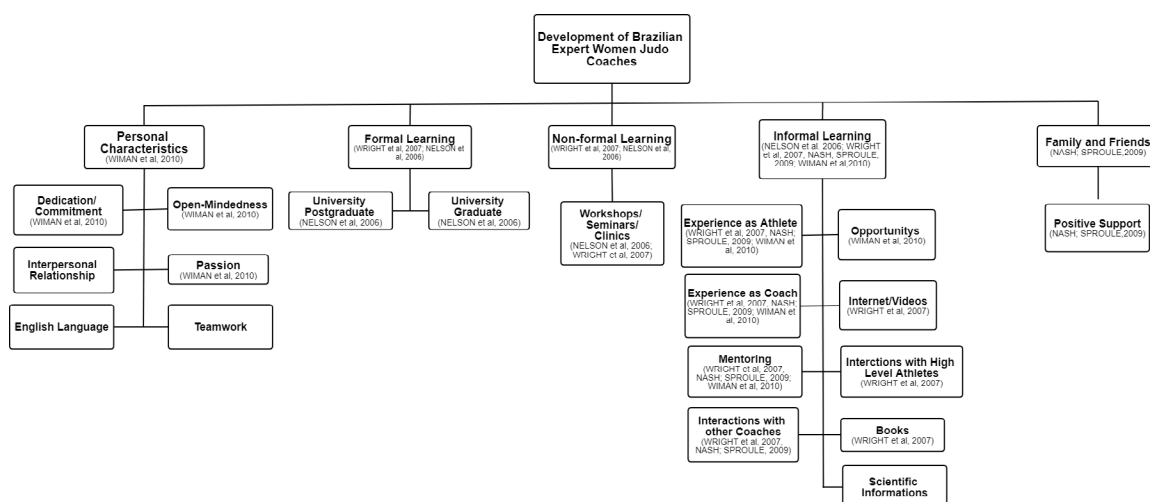 Development of Brazilian
Expert Women Judo
Coaches
Personal
Characteristics
(WIMAN et al, 2010)
Formal Learning
(WRIGHT et al, 2007; NELSON et
al, 2006)
Non-formal Learning
(WRIGHT et al, 2007; NELSON et al,
2006)
Informal Learning
(NELSON et al. 2006; WRIGHT
et al, 2007, NASH, SPROULE,
2009; WIMAN et al,2010)
Family and Friends
(NASH; SPROULE,2009)
Dedication/
Commitment
(WIMAN et al, 2010)
Open-Mindedness
(WIMAN et al, 2010)
Interpersonal
Relationship
Passion
(WIMAN et al, 2010)
English Language
Teamwork
University
Postgraduate
(NELSON et al, 2006)
University
Graduate
(NELSON et al, 2006)
Workshops/
Seminars/
Clinics
(NELSON et al, 2006;
WRIGHT et al, 2007)
Experience as Athlete
(WRIGHT et al, 2007, NASH;
SPROULE, 2009; WIMAN et
al, 2010)
Opportunitys
(WIMAN et al, 2010)
Experience as Coach
(WRIGHT et al, 2007, NASH;
SPROULE, 2009; WIMAN et
al, 2010)
Internet/Videos
(WRIGHT et al, 2007)
Mentoring
(WRIGHT et al, 2007,
NASH; SPROULE, 2009;
WIMAN et al, 2010)
Interctions with High
Level Athletes
(WRIGHT et al, 2007)
Interactions with
other Coaches
(WRIGHT et al, 2007,
NASH; SPROULE, 2009)
Books
(WRIGHT et al, 2007)
Scientific
Informations
Positive Support
(NASH; SPROULE,2009)